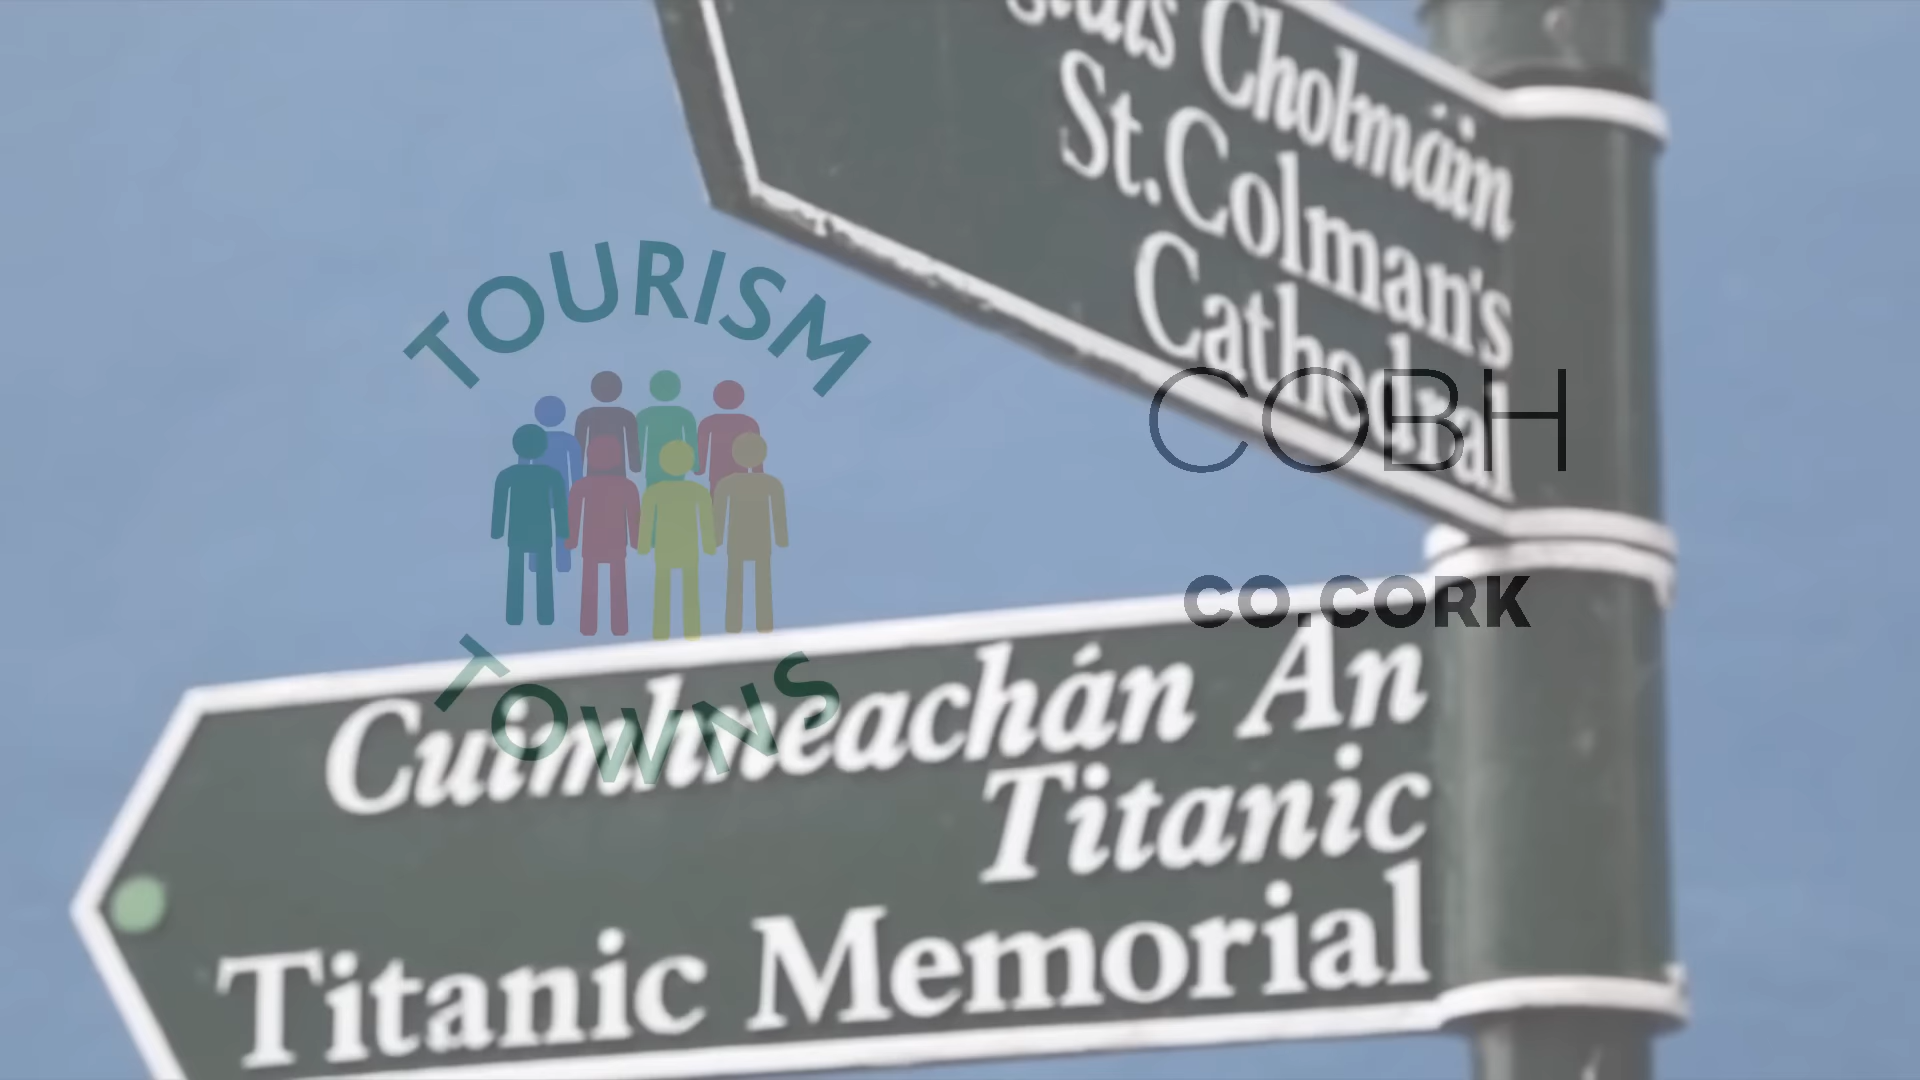 Cholmáin
St. Colman's
Cathedral
TOURISM
TOWNS
COBH
CO.CORK
Cuimhneachán An
Titanic
Titanic Memorial